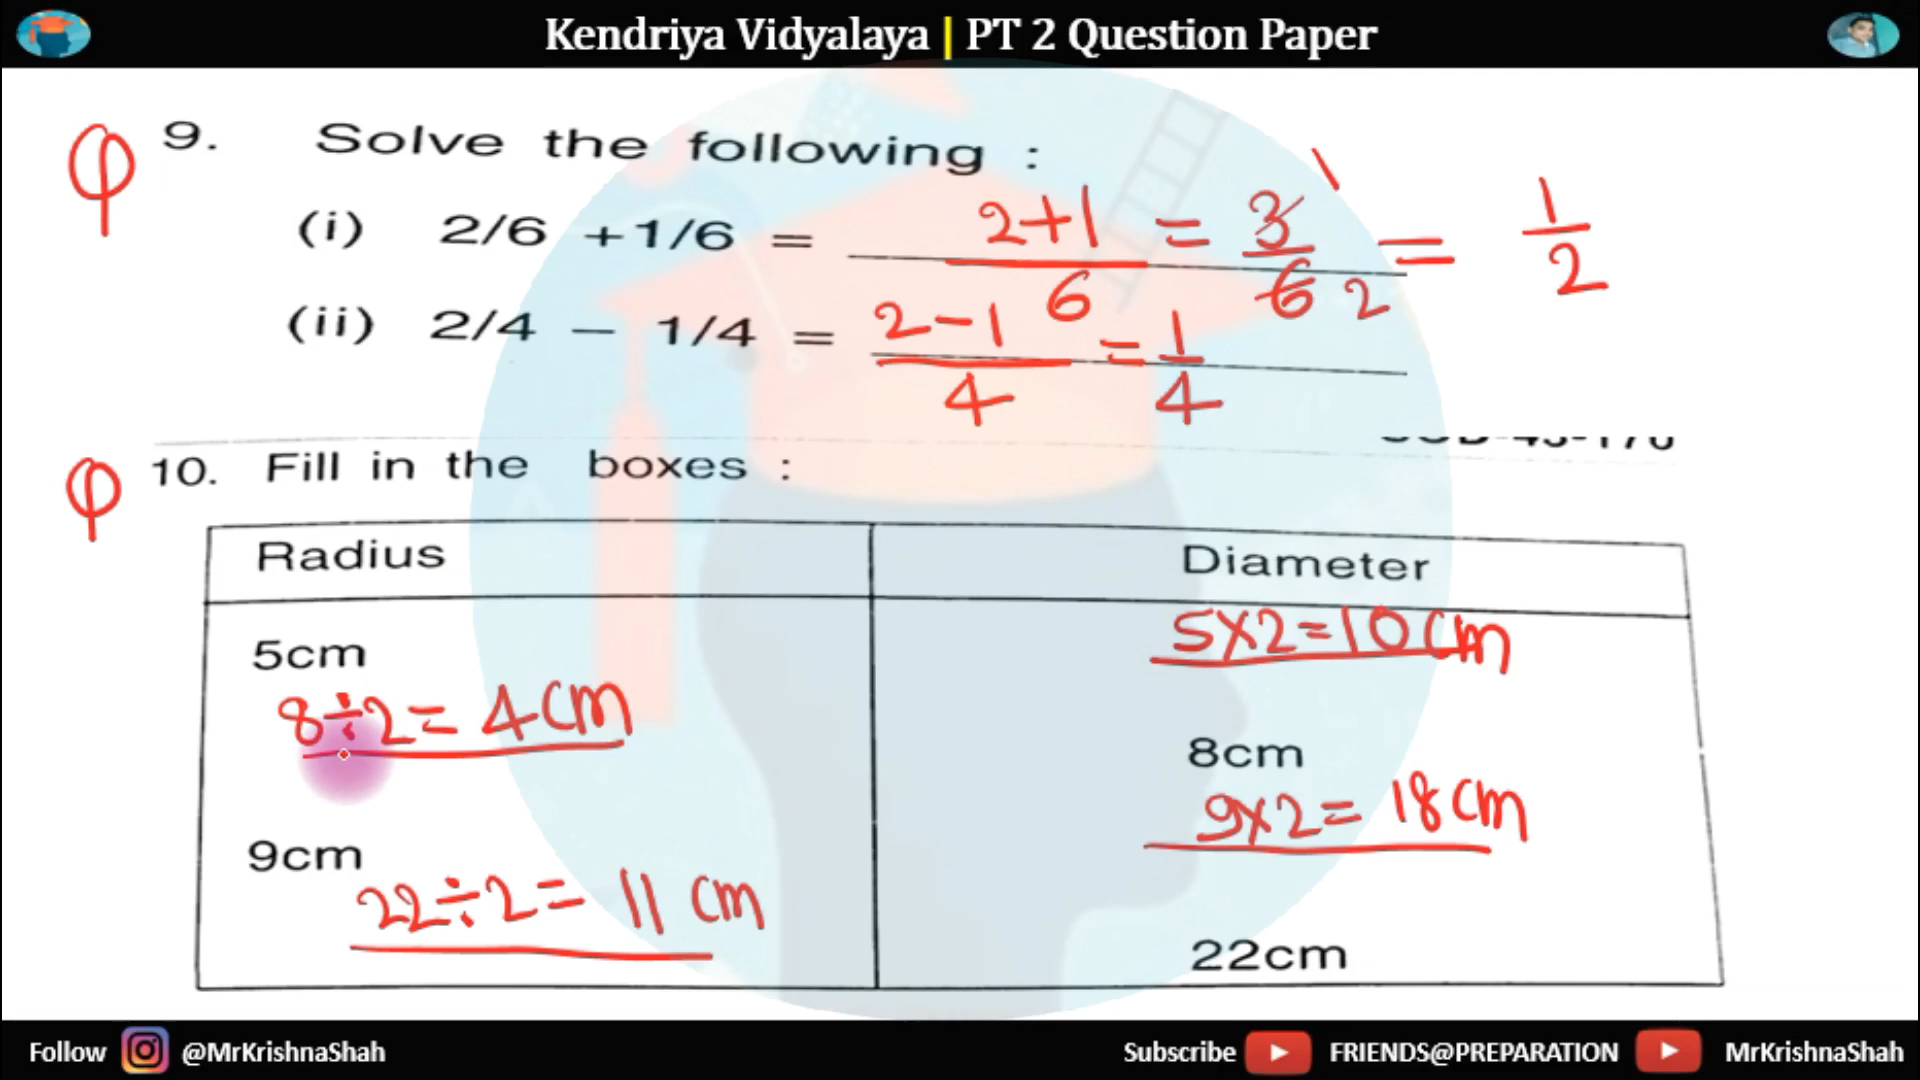 Kendriya Vidyalaya | PT 2 Question Paper
9. Solve the following :
(i) 2/6 +1/6 = 2+1/6 = 3/6 1 2 = 1/2
(ii) 2/4 – 1/4 = 2-1/4 = 1/4
10. Fill in the boxes :
Radius Diameter
5cm 5×2=10cm
8÷2= 4cm 8cm
9cm 9×2= 18cm
22÷2= 11 cm 22cm
Follow @MrKrishnaShah Subscribe FRIENDS@PREPARATION MrKrishnaShah